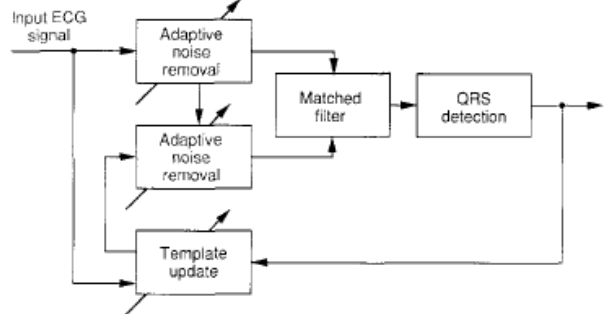 Input ECG
signal
Adaptive
noise
removal
Matched
filter
QRS
detection
Adaptive
noise
removal
Template
update